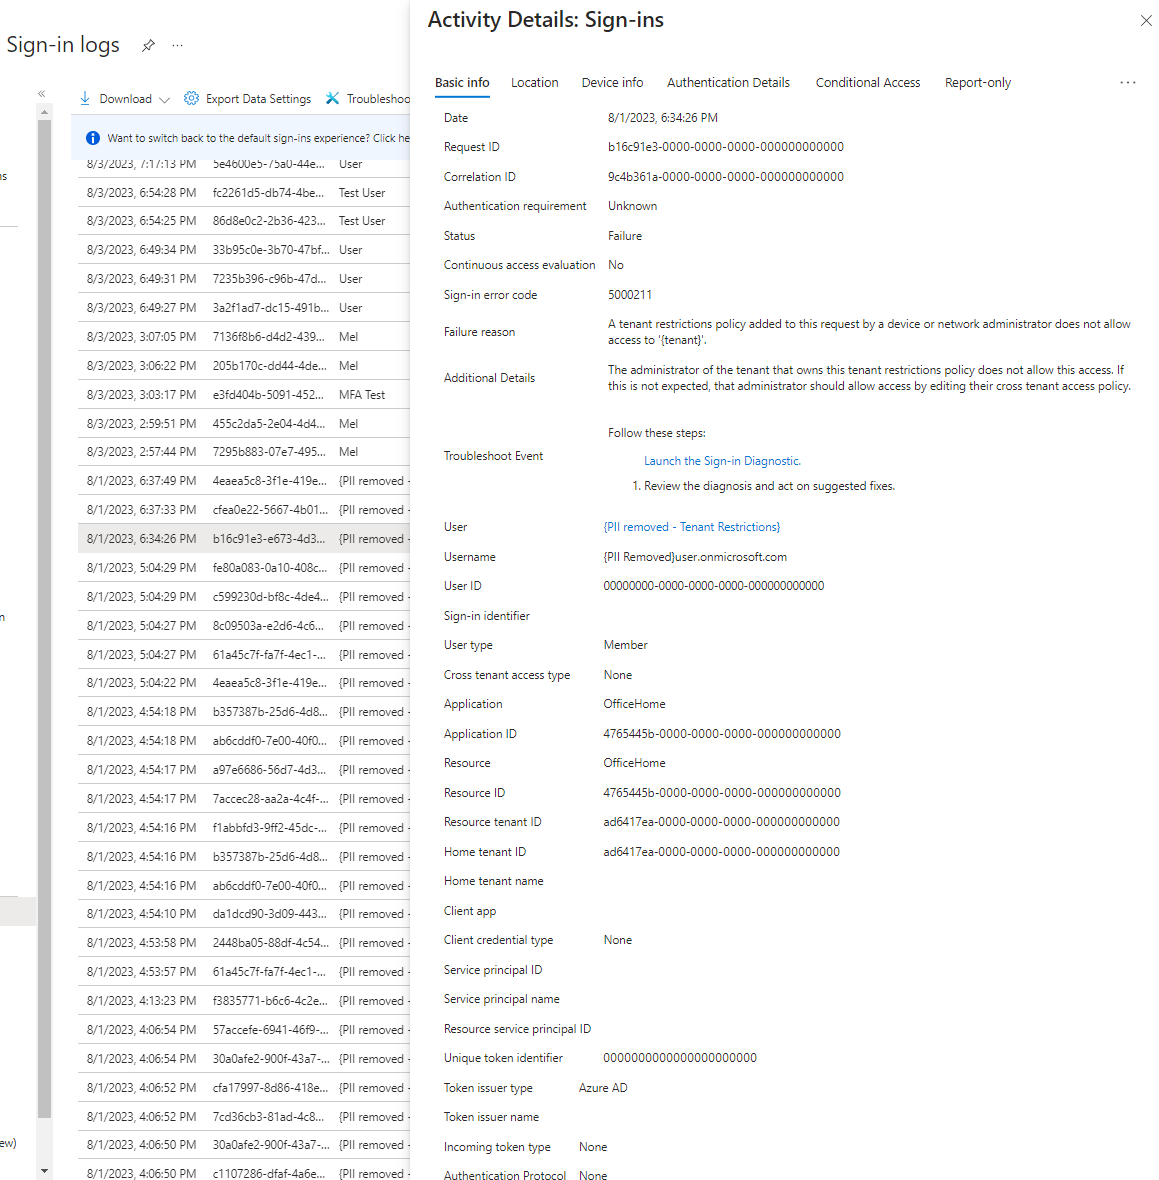 Sign-in logs
Download
Export Data Settings
Troubleshoo
Want to switch back to the default sign-ins experience? Click he
ns
n
ew)
8/3/2023, 7:17:13 PM 5e4600e5-75a0-44e... User
8/3/2023, 6:54:28 PM fc2261d5-db74-4be... Test User
8/3/2023, 6:54:25 PM 86d8e0c2-2b36-423... Test User
8/3/2023, 6:49:34 PM 33b95c0e-3b70-47bf... User
8/3/2023, 6:49:31 PM 7235b396-c96b-47d... User
8/3/2023, 6:49:27 PM 3a2f1ad7-dc15-491b... User
8/3/2023, 3:07:05 PM 7136f8b6-d4d2-439... Mel
8/3/2023, 3:06:22 PM 205b170c-dd44-4de... Mel
8/3/2023, 3:03:17 PM e3fd404b-5091-452... MFA Test
8/3/2023, 2:59:51 PM 455c2da5-2e04-4d4... Mel
8/3/2023, 2:57:44 PM 7295b883-07e7-495... Mel
8/1/2023, 6:37:49 PM 4eaea5c8-3f1e-419e... {PII removed -
8/1/2023, 6:37:33 PM cfea0e22-5667-4b01... {PII removed -
8/1/2023, 6:34:26 PM b16c91e3-e673-4d3... {PII removed -
8/1/2023, 5:04:29 PM fe80a083-0a10-408c... {PII removed -
8/1/2023, 5:04:29 PM c599230d-bf8c-4de4... {PII removed -
8/1/2023, 5:04:27 PM 8c09503a-e2d6-4c6... {PII removed -
8/1/2023, 5:04:27 PM 61a45c7f-fa7f-4ec1-... {PII removed -
8/1/2023, 5:04:22 PM 4eaea5c8-3f1e-419e... {PII removed -
8/1/2023, 4:54:18 PM b357387b-25d6-4d8... {PII removed -
8/1/2023, 4:54:18 PM ab6cddf0-7e00-40f0... {PII removed -
8/1/2023, 4:54:17 PM a97e6686-56d7-4d3... {PII removed -
8/1/2023, 4:54:17 PM 7accec28-aa2a-4c4f-... {PII removed -
8/1/2023, 4:54:16 PM f1abbfd3-9ff2-45dc-... {PII removed -
8/1/2023, 4:54:16 PM b357387b-25d6-4d8... {PII removed -
8/1/2023, 4:54:16 PM ab6cddf0-7e00-40f0... {PII removed -
8/1/2023, 4:54:10 PM da1dcd90-3d09-443... {PII removed -
8/1/2023, 4:53:58 PM 2448ba05-88df-4c54... {PII removed -
8/1/2023, 4:53:57 PM 61a45c7f-fa7f-4ec1-... {PII removed -
8/1/2023, 4:13:23 PM f3835771-b6c6-4c2e... {PII removed -
8/1/2023, 4:06:54 PM 57accefe-6941-46f9-... {PII removed -
8/1/2023, 4:06:54 PM 30a0afe2-900f-43a7-... {PII removed -
8/1/2023, 4:06:52 PM cfa17997-8d86-418e... {PII removed -
8/1/2023, 4:06:52 PM 7cd36cb3-81ad-4c8... {PII removed -
8/1/2023, 4:06:50 PM 30a0afe2-900f-43a7-... {PII removed -
8/1/2023, 4:06:50 PM c1107286-dfaf-4a6e... {PII removed -
Activity Details: Sign-ins
Basic info Location Device info Authentication Details Conditional Access Report-only
Date 8/1/2023, 6:34:26 PM
Request ID b16c91e3-0000-0000-0000-000000000000
Correlation ID 9c4b361a-0000-0000-0000-000000000000
Authentication requirement Unknown
Status Failure
Continuous access evaluation No
Sign-in error code 5000211
Failure reason A tenant restrictions policy added to this request by a device or network administrator does not allow
access to '{tenant}'.
Additional Details The administrator of the tenant that owns this tenant restrictions policy does not allow this access. If
this is not expected, that administrator should allow access by editing their cross tenant access policy.
Troubleshoot Event Follow these steps:
Launch the Sign-in Diagnostic.
1. Review the diagnosis and act on suggested fixes.
User {PII removed - Tenant Restrictions}
Username {PII Removed}user.onmicrosoft.com
User ID 00000000-0000-0000-0000-000000000000
Sign-in identifier
User type Member
Cross tenant access type None
Application OfficeHome
Application ID 4765445b-0000-0000-0000-000000000000
Resource OfficeHome
Resource ID 4765445b-0000-0000-0000-000000000000
Resource tenant ID ad6417ea-0000-0000-0000-000000000000
Home tenant ID ad6417ea-0000-0000-0000-000000000000
Home tenant name
Client app
Client credential type None
Service principal ID
Service principal name
Resource service principal ID
Unique token identifier 0000000000000000000000
Token issuer type Azure AD
Token issuer name
Incoming token type None
Authentication Protocol None